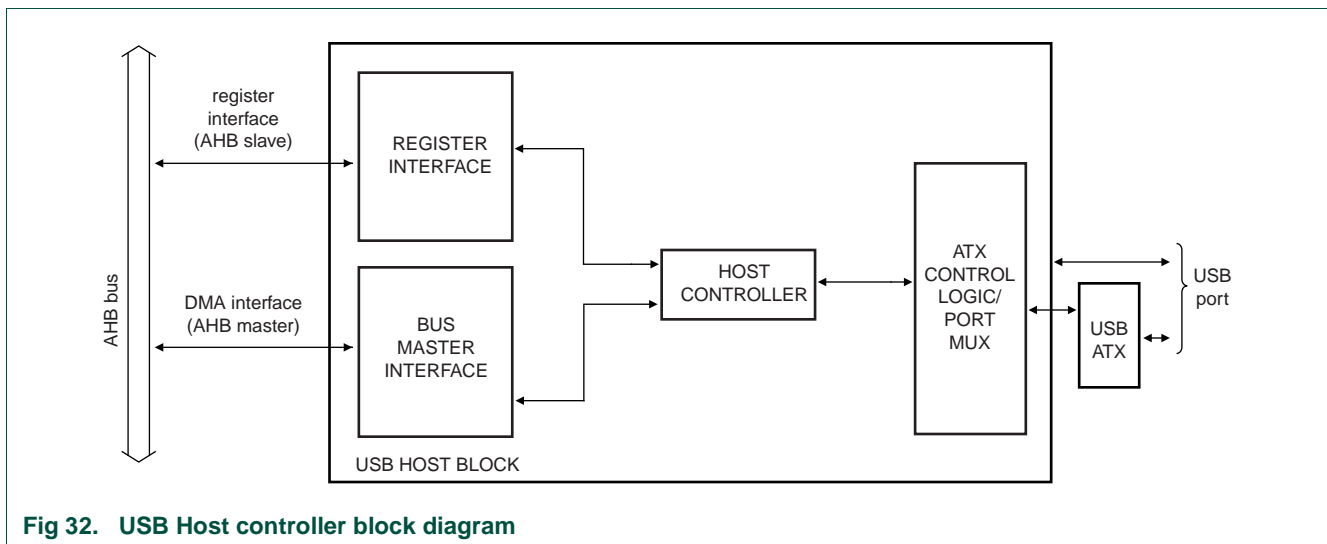 register
interface
(AHB slave)
REGISTER
INTERFACE
AHB bus
DMA interface
(AHB master)
BUS
MASTER
INTERFACE
HOST
CONTROLLER
ATX
CONTROL
LOGIC/
PORT
MUX
USB
ATX
USB
port
USB HOST BLOCK
Fig 32. USB Host controller block diagram